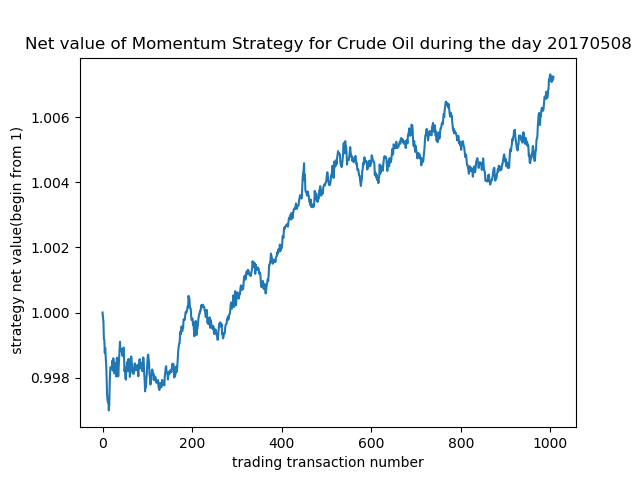 Net value of Momentum Strategy for Crude Oil during the day 20170508
strategy net value(begin from 1)
1.006
1.004
1.002
1.000
0.998
0 200 400 600 800 1000
trading transaction number